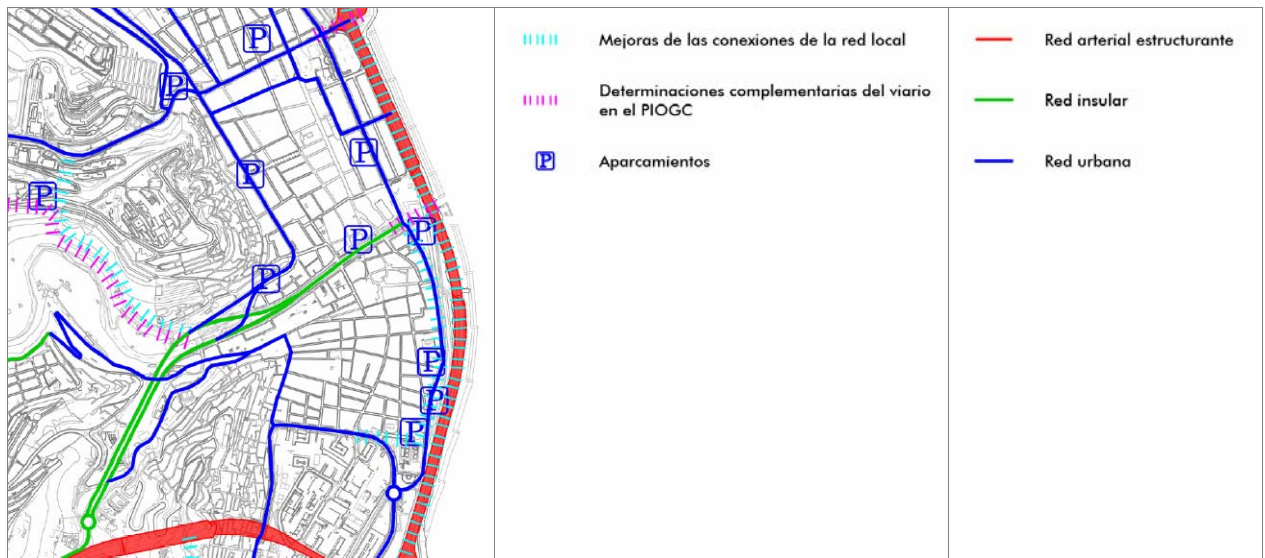 P
P
P
P
P
P
P
P
P
P
P
Mejoras de las conexiones de la red local
Determinaciones complementarias del viario
en el PIOGC
P
Aparcamientos
Red arterial estructurante
Red insular
Red urbana